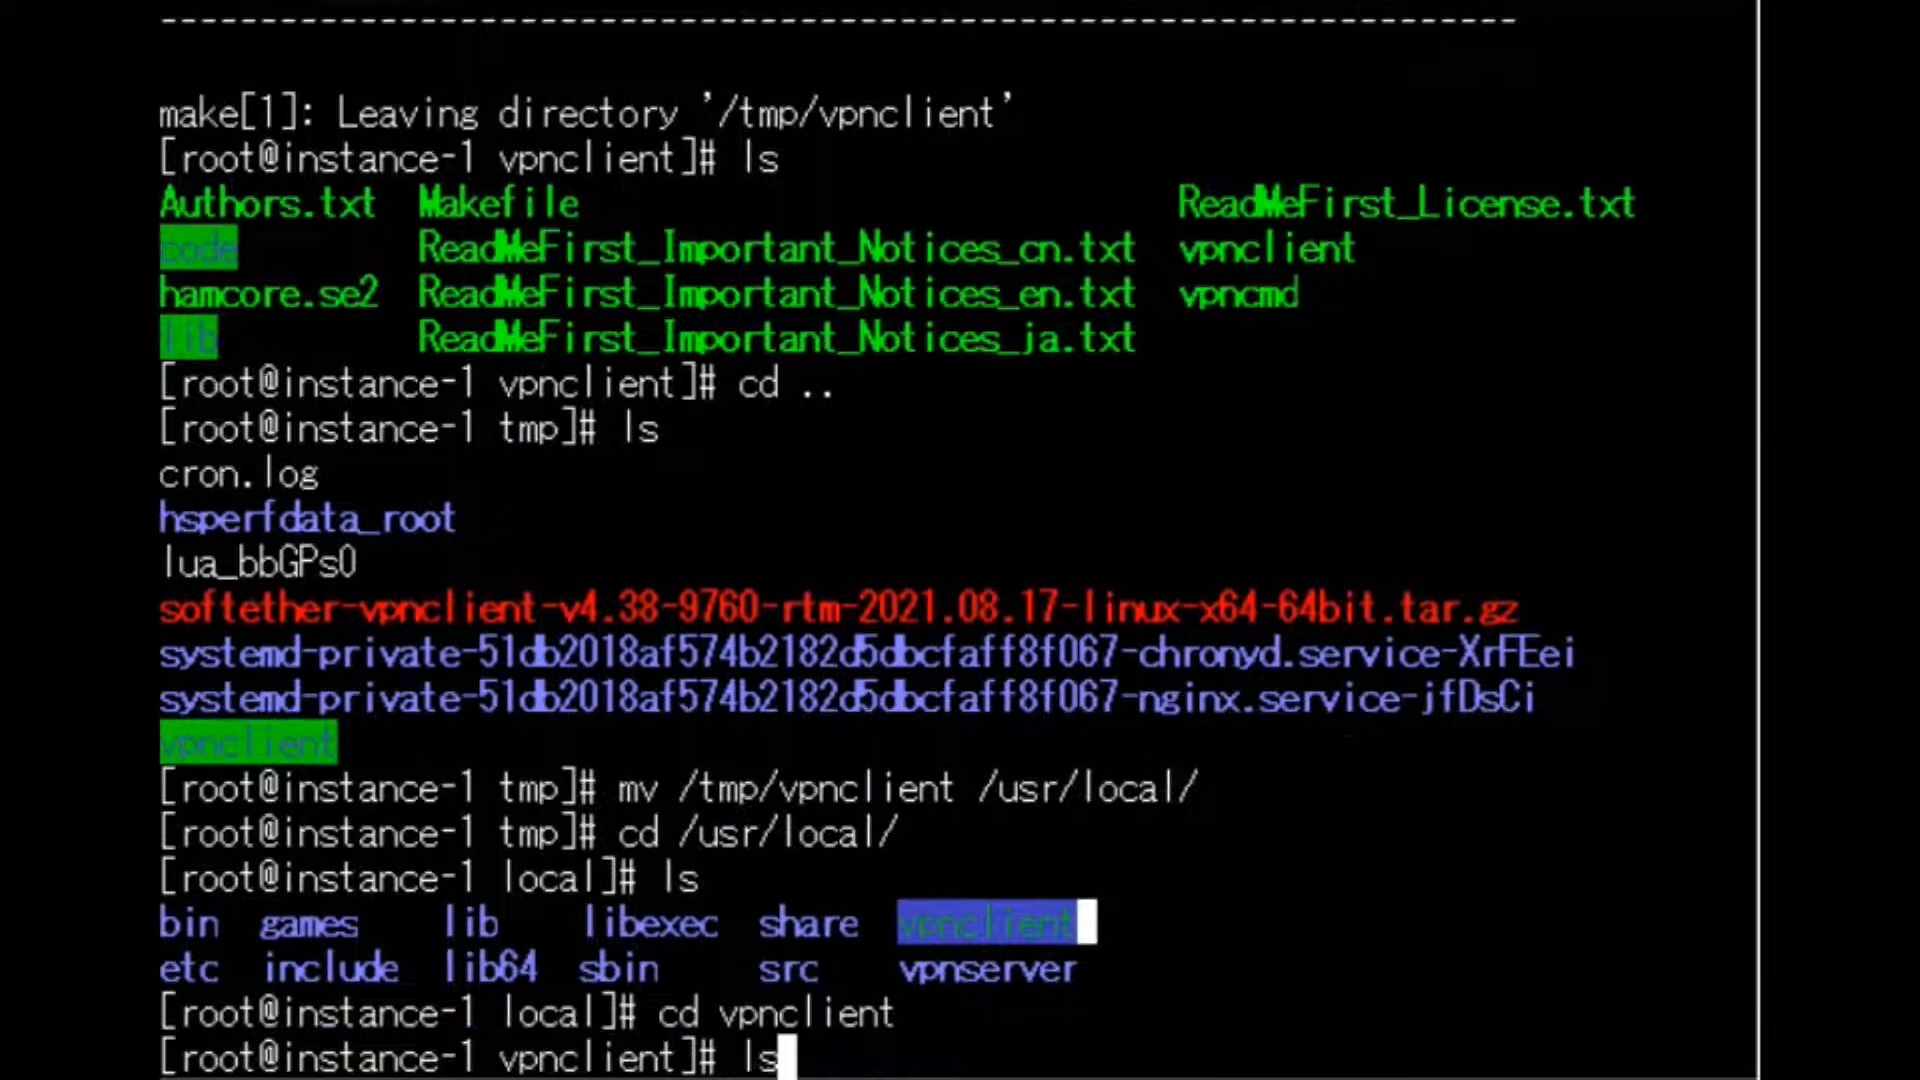 --------------------------------------------------------------------
make[1]: Leaving directory '/tmp/vpnclient'
[root@instance-1 vpnclient]# ls
Authors.txt Makefile ReadMeFirst_License.txt
code ReadMeFirst_Important_Notices_cn.txt vpnclient
hamcore.se2 ReadMeFirst_Important_Notices_en.txt vpncmd
lib ReadMeFirst_Important_Notices_ja.txt
[root@instance-1 vpnclient]# cd ..
[root@instance-1 tmp]# ls
cron.log
hsperfdata_root
lua_bbGPs0
softether-vpnclient-v4.38-9760-rtm-2021.08.17-linux-x64-64bit.tar.gz
systemd-private-51db2018af574b2182d5dbcfaff8f067-chronyd.service-XrFEei
systemd-private-51db2018af574b2182d5dbcfaff8f067-nginx.service-jfDsCi
vpnclient
[root@instance-1 tmp]# mv /tmp/vpnclient /usr/local/
[root@instance-1 tmp]# cd /usr/local/
[root@instance-1 local]# ls
bin games lib libexec share vpnclient
etc include lib64 sbin src vpnserver
[root@instance-1 local]# cd vpnclient
[root@instance-1 vpnclient]# ls